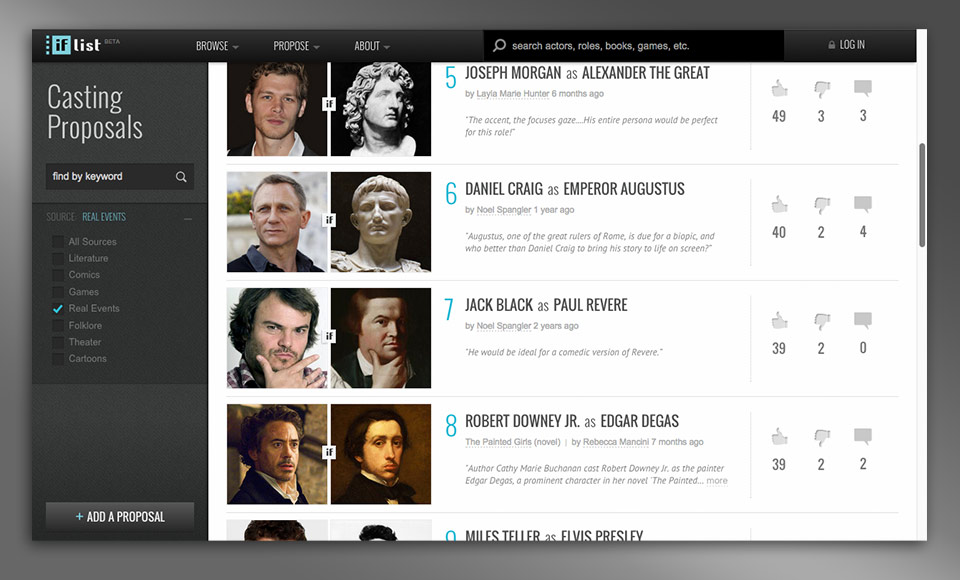 if list BETA
BROWSE
PROPOSE
ABOUT
search actors, roles, books, games, etc.
LOG IN
Casting
Proposals
find by keyword
SOURCE: REAL EVENTS
All Sources
Literature
Comics
Games
Real Events
Folklore
Theater
Cartoons
+ ADD A PROPOSAL
if
5 JOSEPH MORGAN as ALEXANDER THE GREAT
by Layla Marie Hunter 6 months ago
"The accent, the focuses gaze....His entire persona would be perfect
for this role!"
49 3 3
if
6 DANIEL CRAIG as EMPEROR AUGUSTUS
by Noel Spangler 1 year ago
"Augustus, one of the great rulers of Rome, is due for a biopic, and
who better than Daniel Craig to bring his story to life on screen?"
40 2 4
if
7 JACK BLACK as PAUL REVERE
by Noel Spangler 2 years ago
"He would be ideal for a comedic version of Revere."
39 2 0
if
8 ROBERT DOWNEY JR. as EDGAR DEGAS
The Painted Girls (novel) | by Rebecca Mancini 7 months ago
"Author Cathy Marie Buchanan cast Robert Downey Jr. as the painter
Edgar Degas, a prominent character in her novel 'The Painted... more
39 2 2
9 MILES TELLER as ELVIS PRESLEY